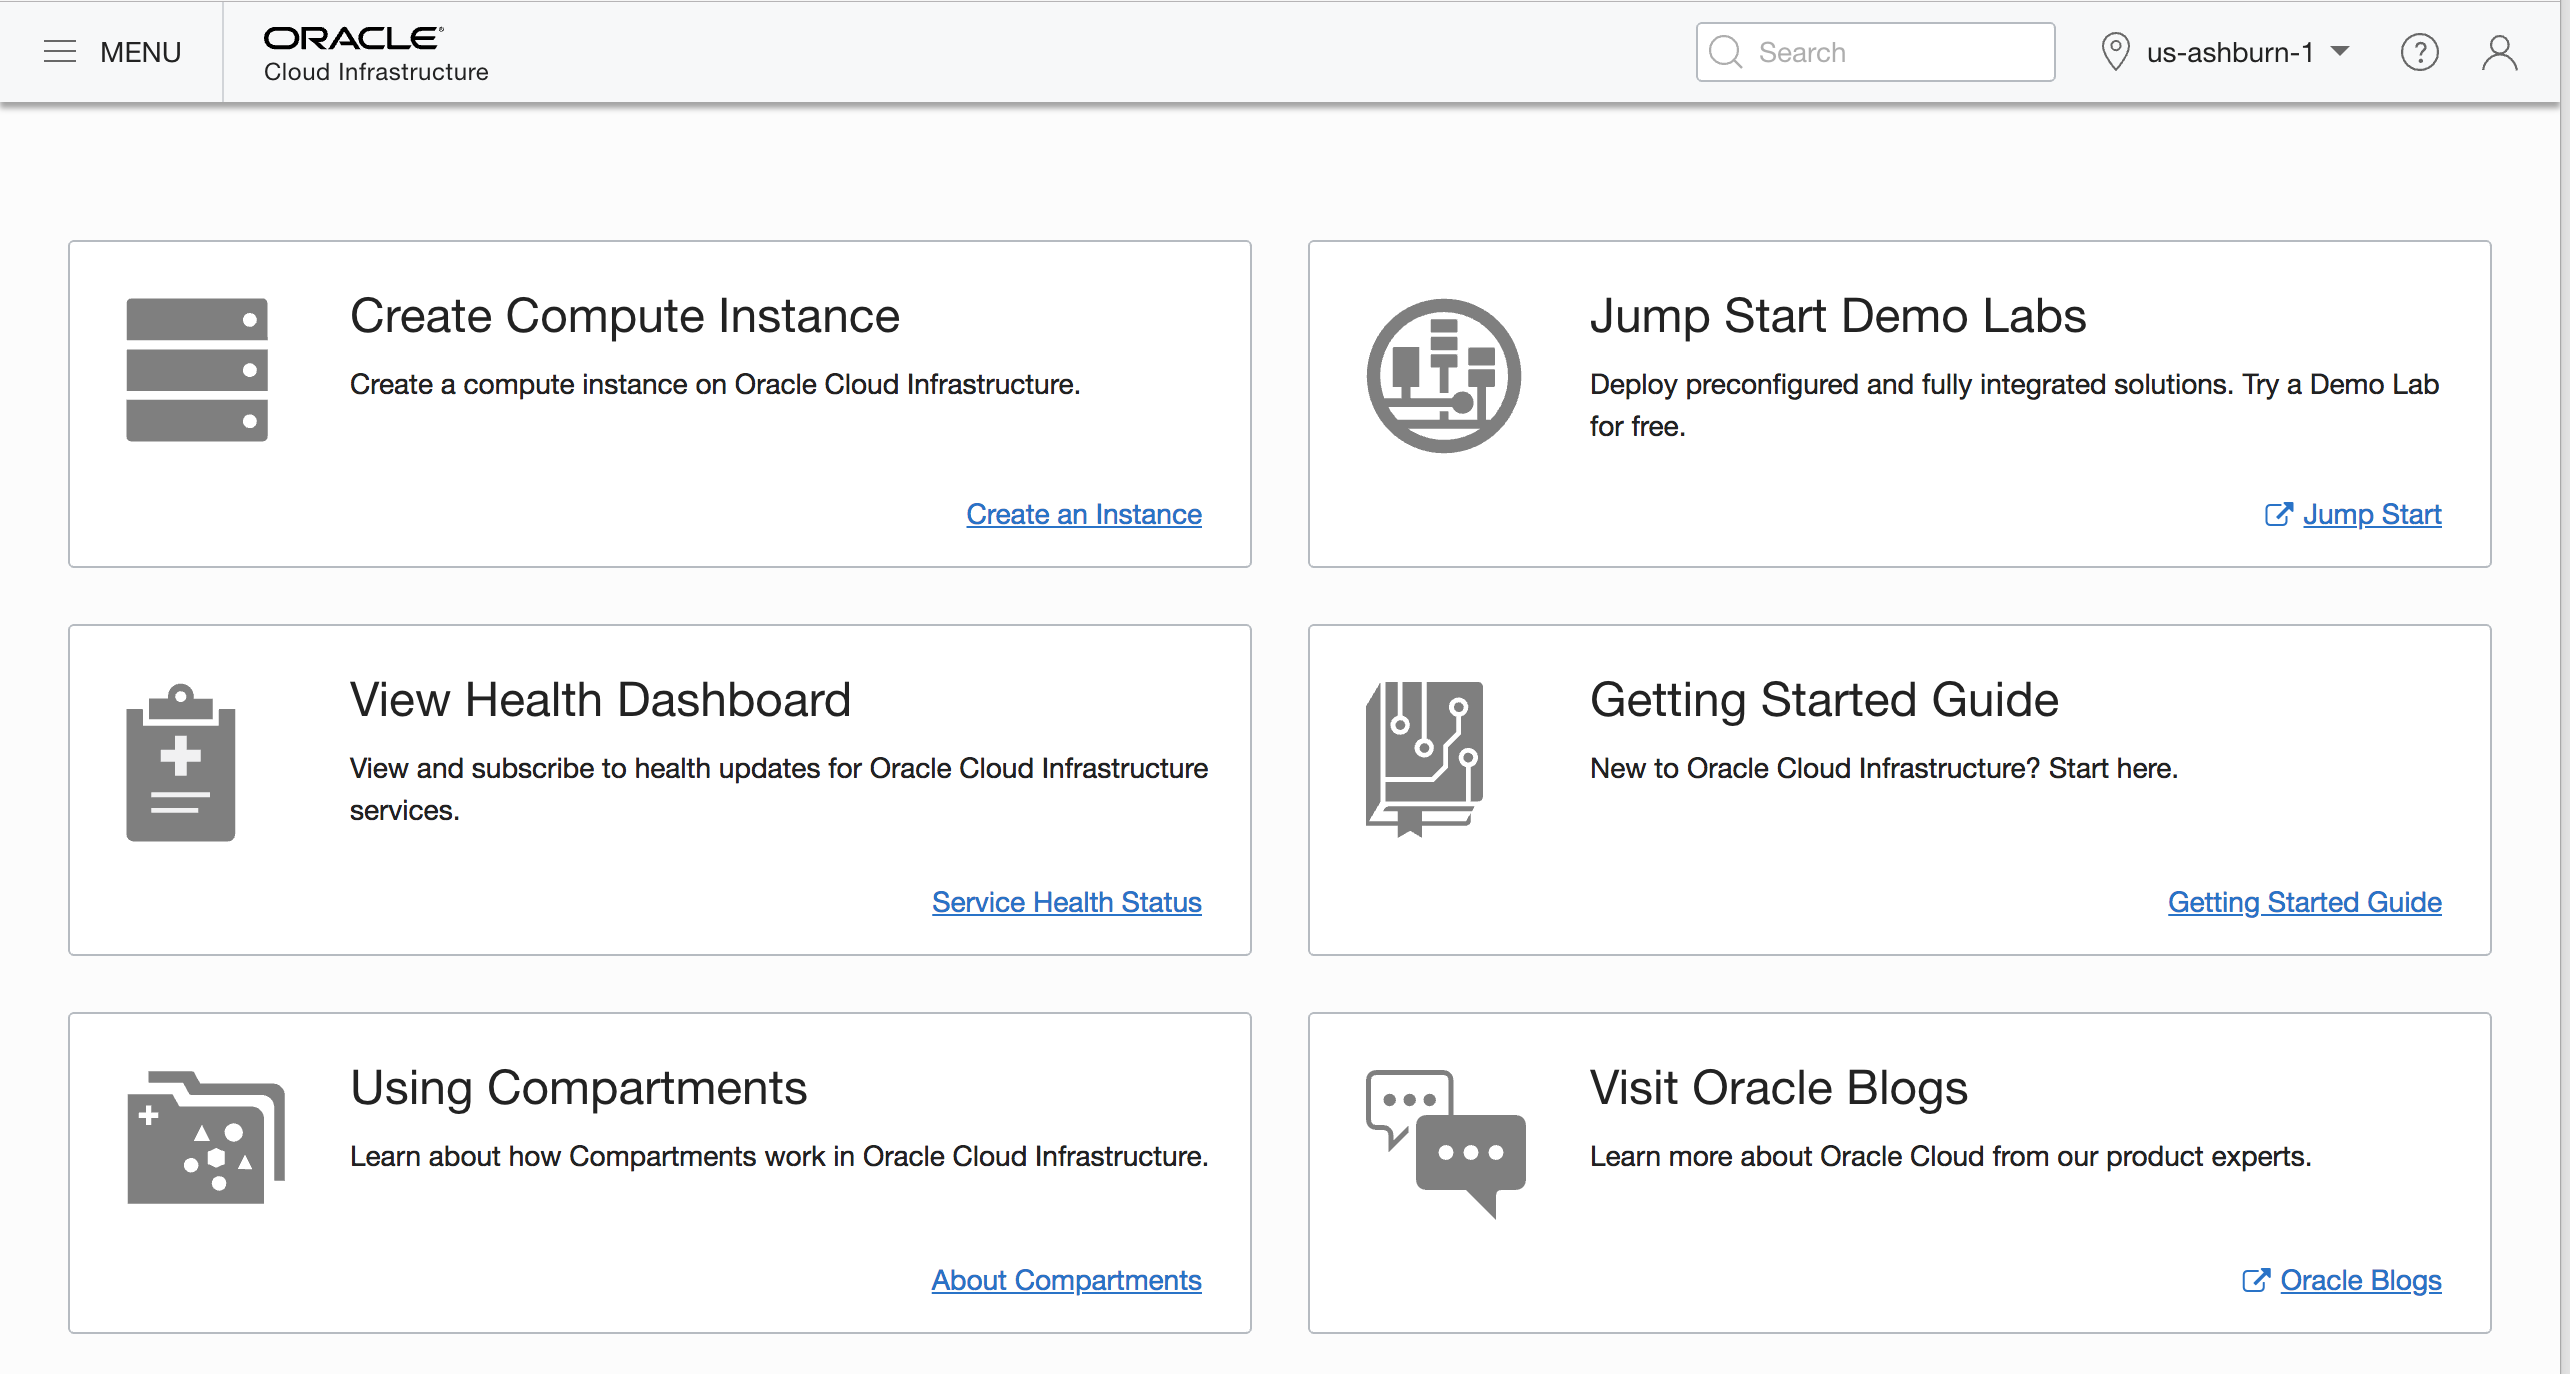 MENU
ORACLE
Cloud Infrastructure
Search
us-ashburn-1
?
Create Compute Instance
Create a compute instance on Oracle Cloud Infrastructure.
Create an Instance
Jump Start Demo Labs
Deploy preconfigured and fully integrated solutions. Try a Demo Lab
for free.
Jump Start
View Health Dashboard
View and subscribe to health updates for Oracle Cloud Infrastructure
services.
Service Health Status
Getting Started Guide
New to Oracle Cloud Infrastructure? Start here.
Getting Started Guide
Using Compartments
Learn about how Compartments work in Oracle Cloud Infrastructure.
About Compartments
Visit Oracle Blogs
Learn more about Oracle Cloud from our product experts.
Oracle Blogs